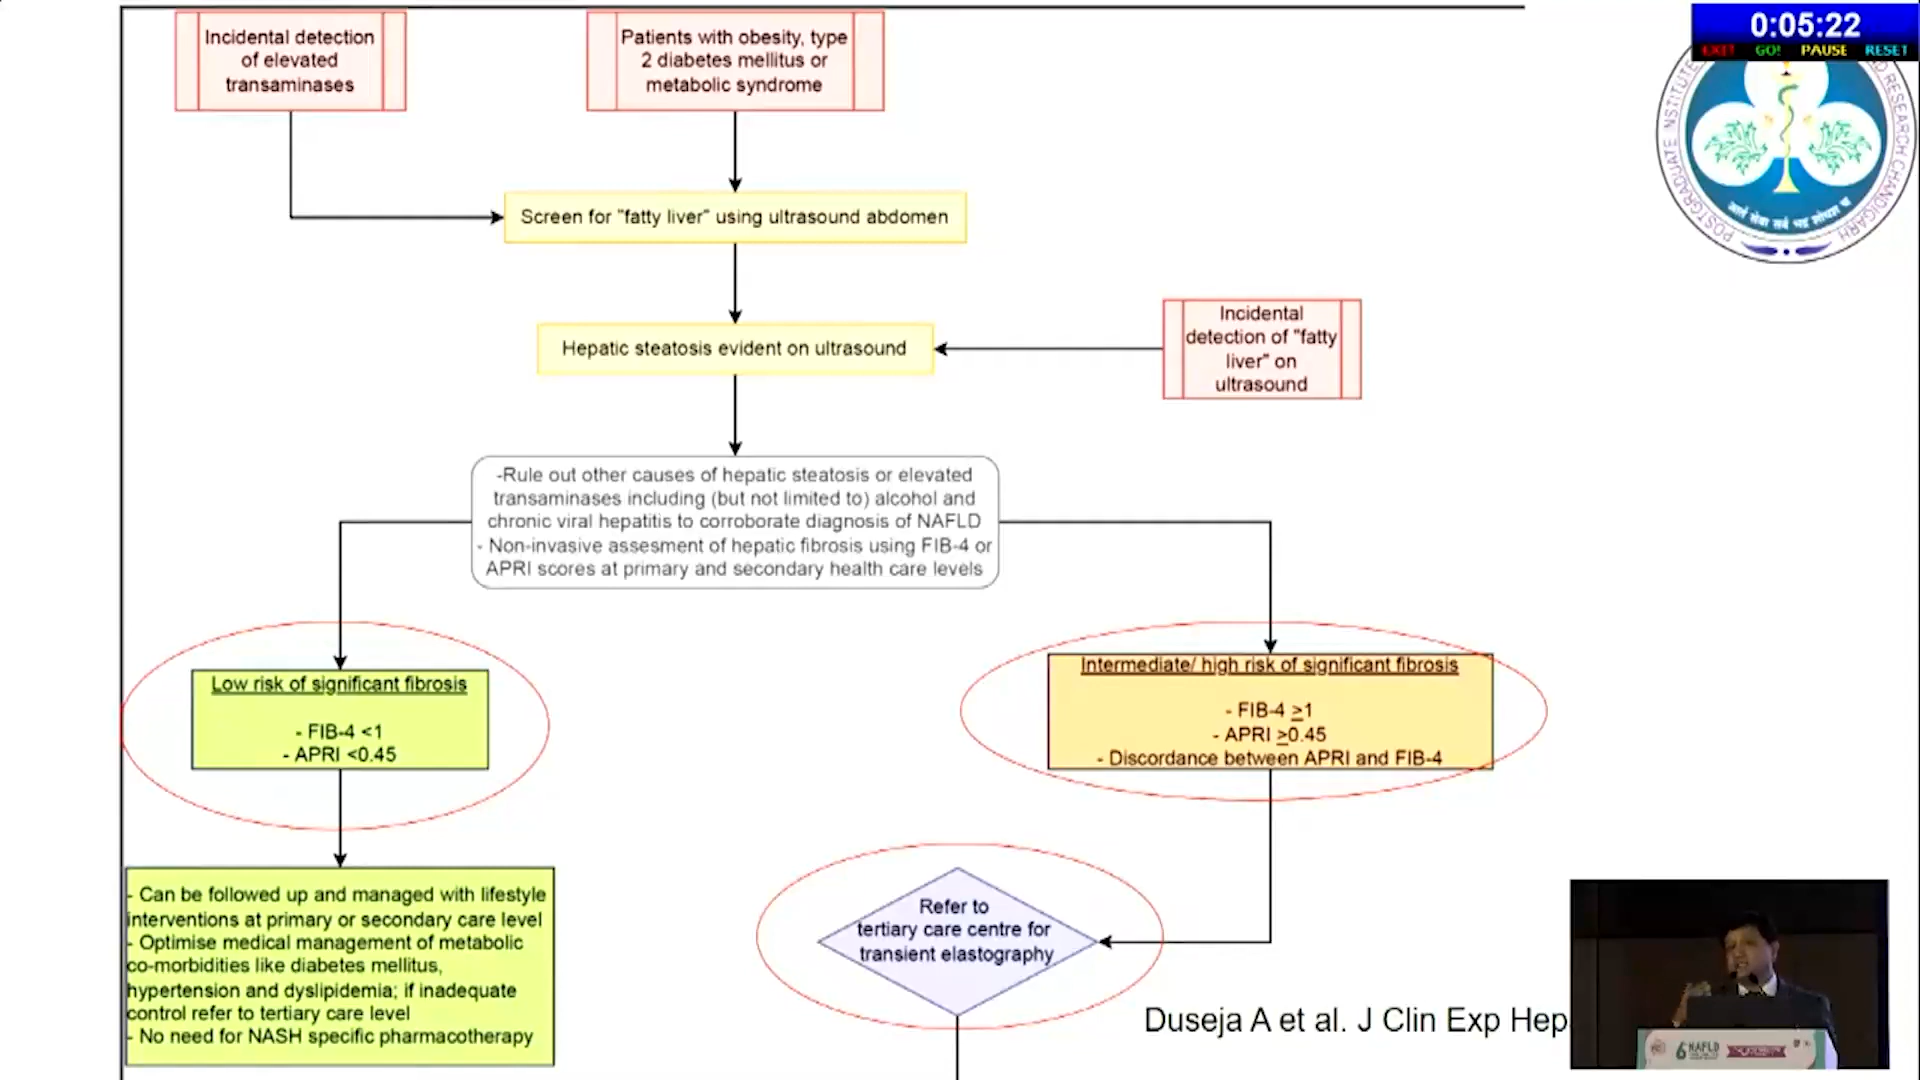 0:05:22
EXIT GO! PAUSE RESET
POSTGRADUATE INSTITUTE
RESEARCH CHANDIGARH
Incidental detection
of elevated
transaminases
Patients with obesity, type
2 diabetes mellitus or
metabolic syndrome
Screen for "fatty liver" using ultrasound abdomen
Hepatic steatosis evident on ultrasound
Incidental
detection of "fatty
liver" on
ultrasound
-Rule out other causes of hepatic steatosis or elevated
transaminases including (but not limited to) alcohol and
chronic viral hepatitis to corroborate diagnosis of NAFLD
- Non-invasive assesment of hepatic fibrosis using FIB-4 or
APRI scores at primary and secondary health care levels
Low risk of significant fibrosis
- FIB-4 <1
- APRI <0.45
Intermediate/ high risk of significant fibrosis
- FIB-4 ≥1
- APRI ≥0.45
- Discordance between APRI and FIB-4
- Can be followed up and managed with lifestyle
interventions at primary or secondary care level
- Optimise medical management of metabolic
co-morbidities like diabetes mellitus,
hypertension and dyslipidemia; if inadequate
control refer to tertiary care level
- No need for NASH specific pharmacotherapy
Refer to
tertiary care centre for
transient elastography
Duseja A et al. J Clin Exp Hep
6 NAFLD